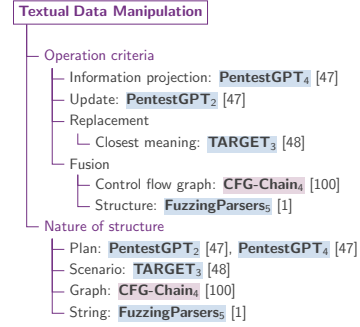 Textual Data Manipulation
Operation criteria
Information projection: PentestGPT₄ [47]
Update: PentestGPT₂ [47]
Replacement
Closest meaning: TARGET₃ [48]
Fusion
Control flow graph: CFG-Chain₄ [100]
Structure: FuzzingParsers₅ [1]
Nature of structure
Plan: PentestGPT₂ [47], PentestGPT₄ [47]
Scenario: TARGET₃ [48]
Graph: CFG-Chain₄ [100]
String: FuzzingParsers₅ [1]